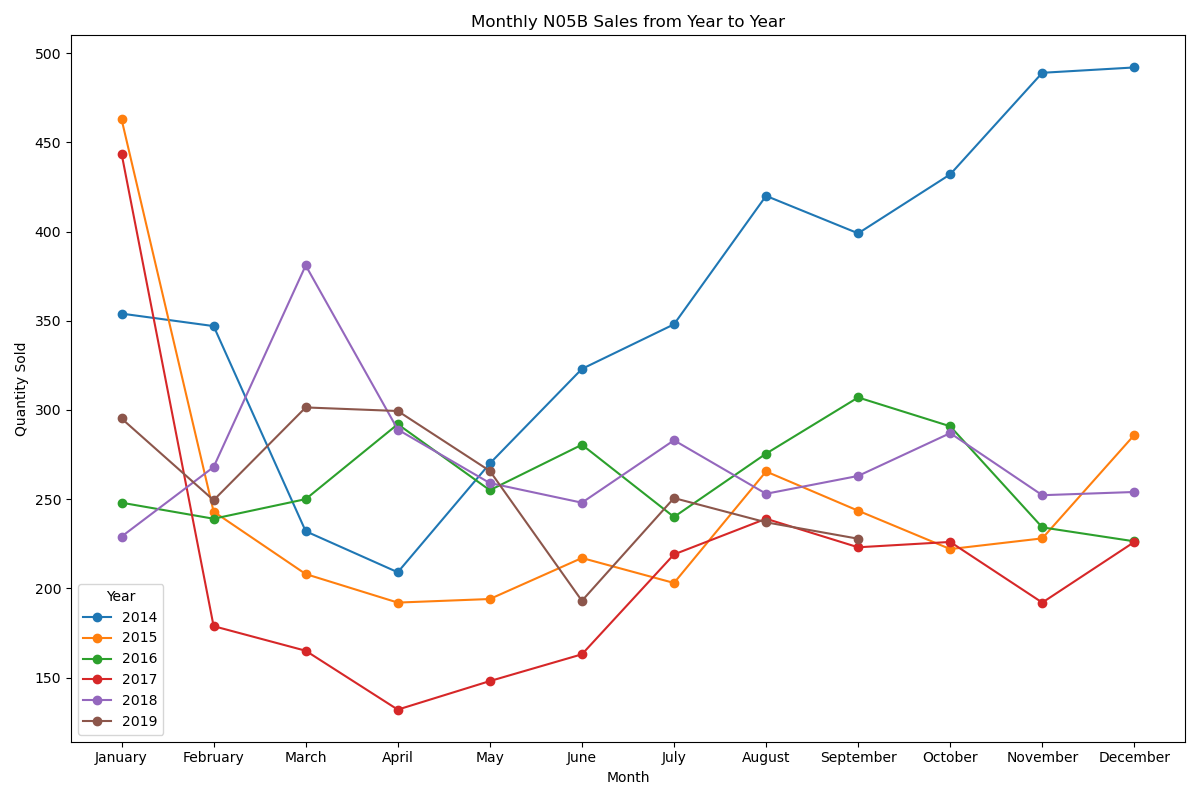 Monthly N05B Sales from Year to Year
500
450
400
350
300
250
200
150
Quantity Sold
Year
2014
2015
2016
2017
2018
2019
January February March April May June July August September October November December
Month